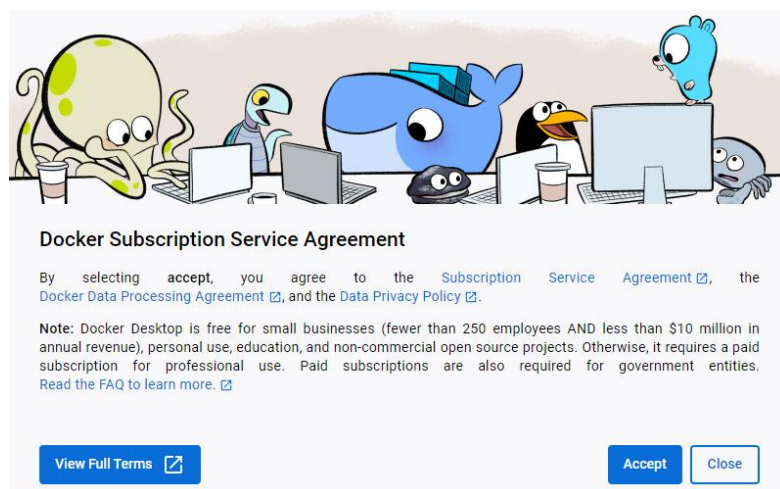 Docker Subscription Service Agreement
By selecting accept, you agree to the Subscription Service Agreement, the
Docker Data Processing Agreement, and the Data Privacy Policy.
Note: Docker Desktop is free for small businesses (fewer than 250 employees AND less than $10 million in
annual revenue), personal use, education, and non-commercial open source projects. Otherwise, it requires a paid
subscription for professional use. Paid subscriptions are also required for government entities.
Read the FAQ to learn more.
View Full Terms
Accept
Close